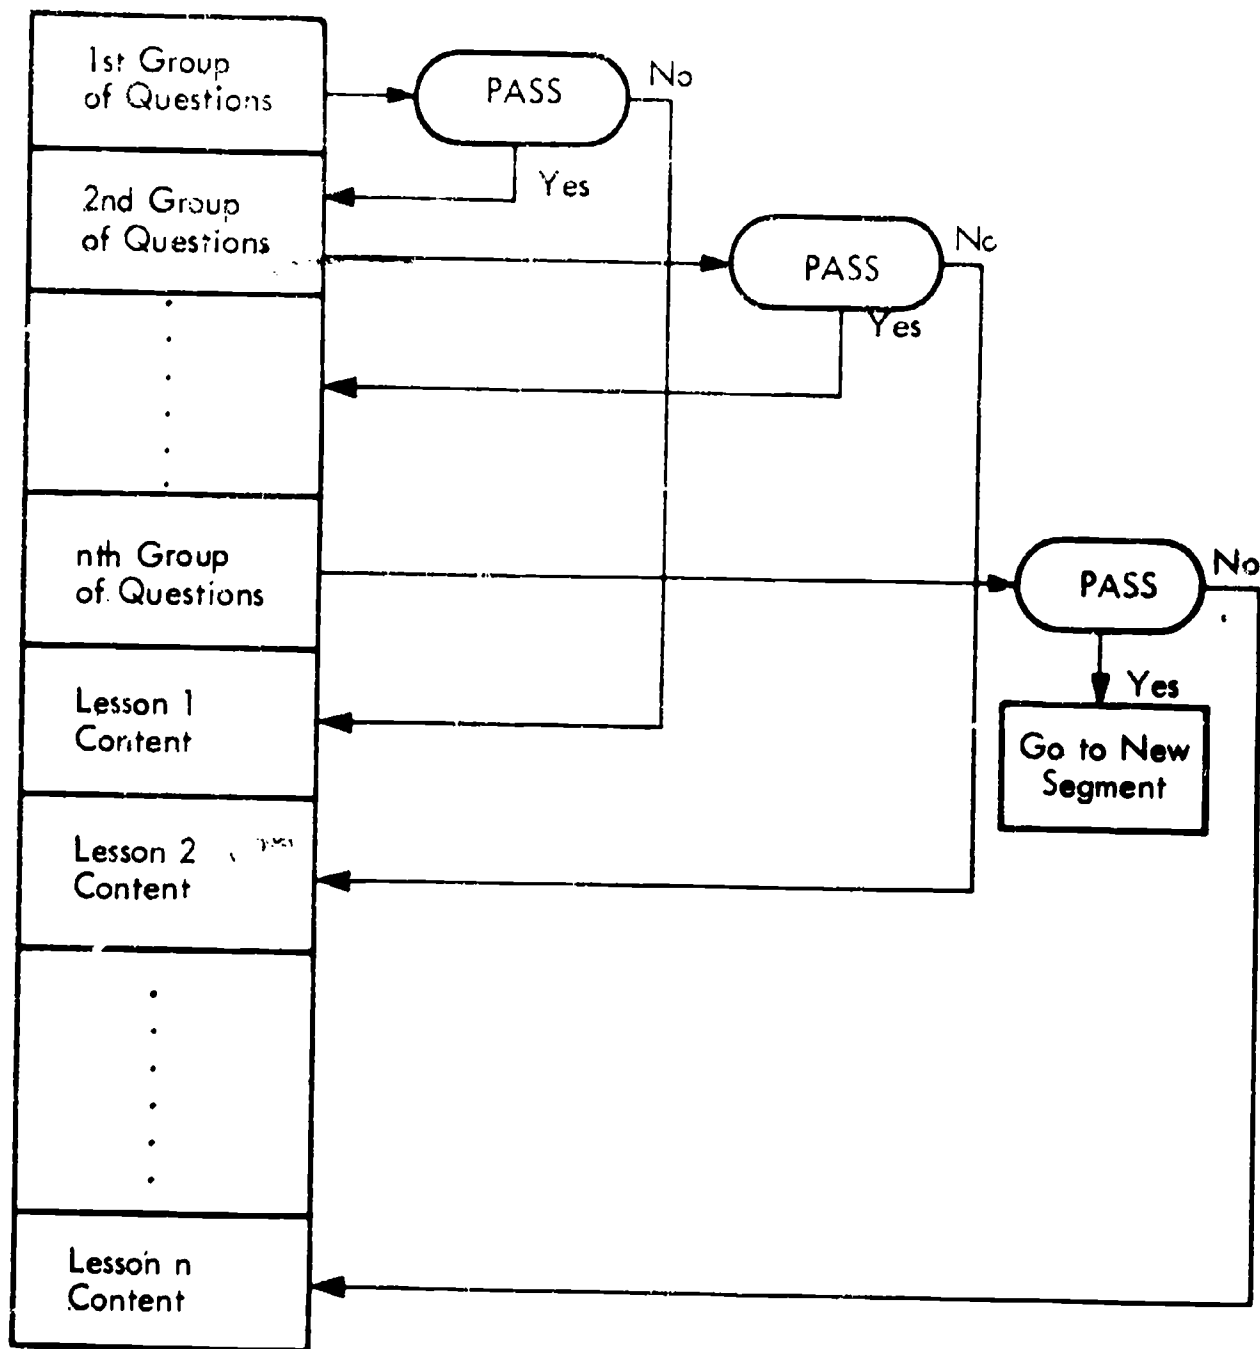 1st Group
of Questions
PASS
No
Yes
2nd Group
of Questions
PASS
No
Yes
nth Group
of Questions
PASS
No
Yes
Go to New
Segment
Lesson 1
Content
Lesson 2
Content
Lesson n
Content